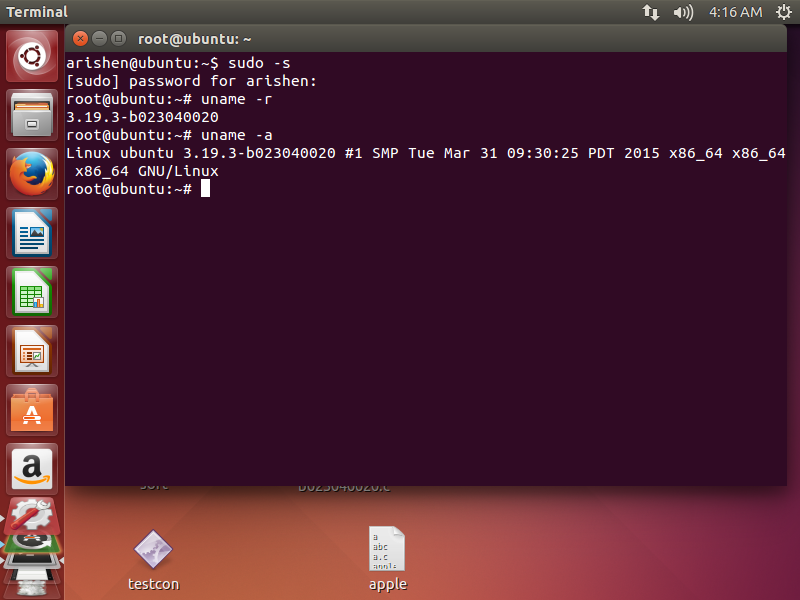 Terminal
4:16 AM
root@ubuntu: ~
arishen@ubuntu:~$ sudo -s
[sudo] password for arishen:
root@ubuntu:~# uname -r
3.19.3-b023040020
root@ubuntu:~# uname -a
Linux ubuntu 3.19.3-b023040020 #1 SMP Tue Mar 31 09:30:25 PDT 2015 x86_64 x86_64
x86_64 GNU/Linux
root@ubuntu:~#
A
a
b023040020.c
a
abc
a.c
testcon
apple